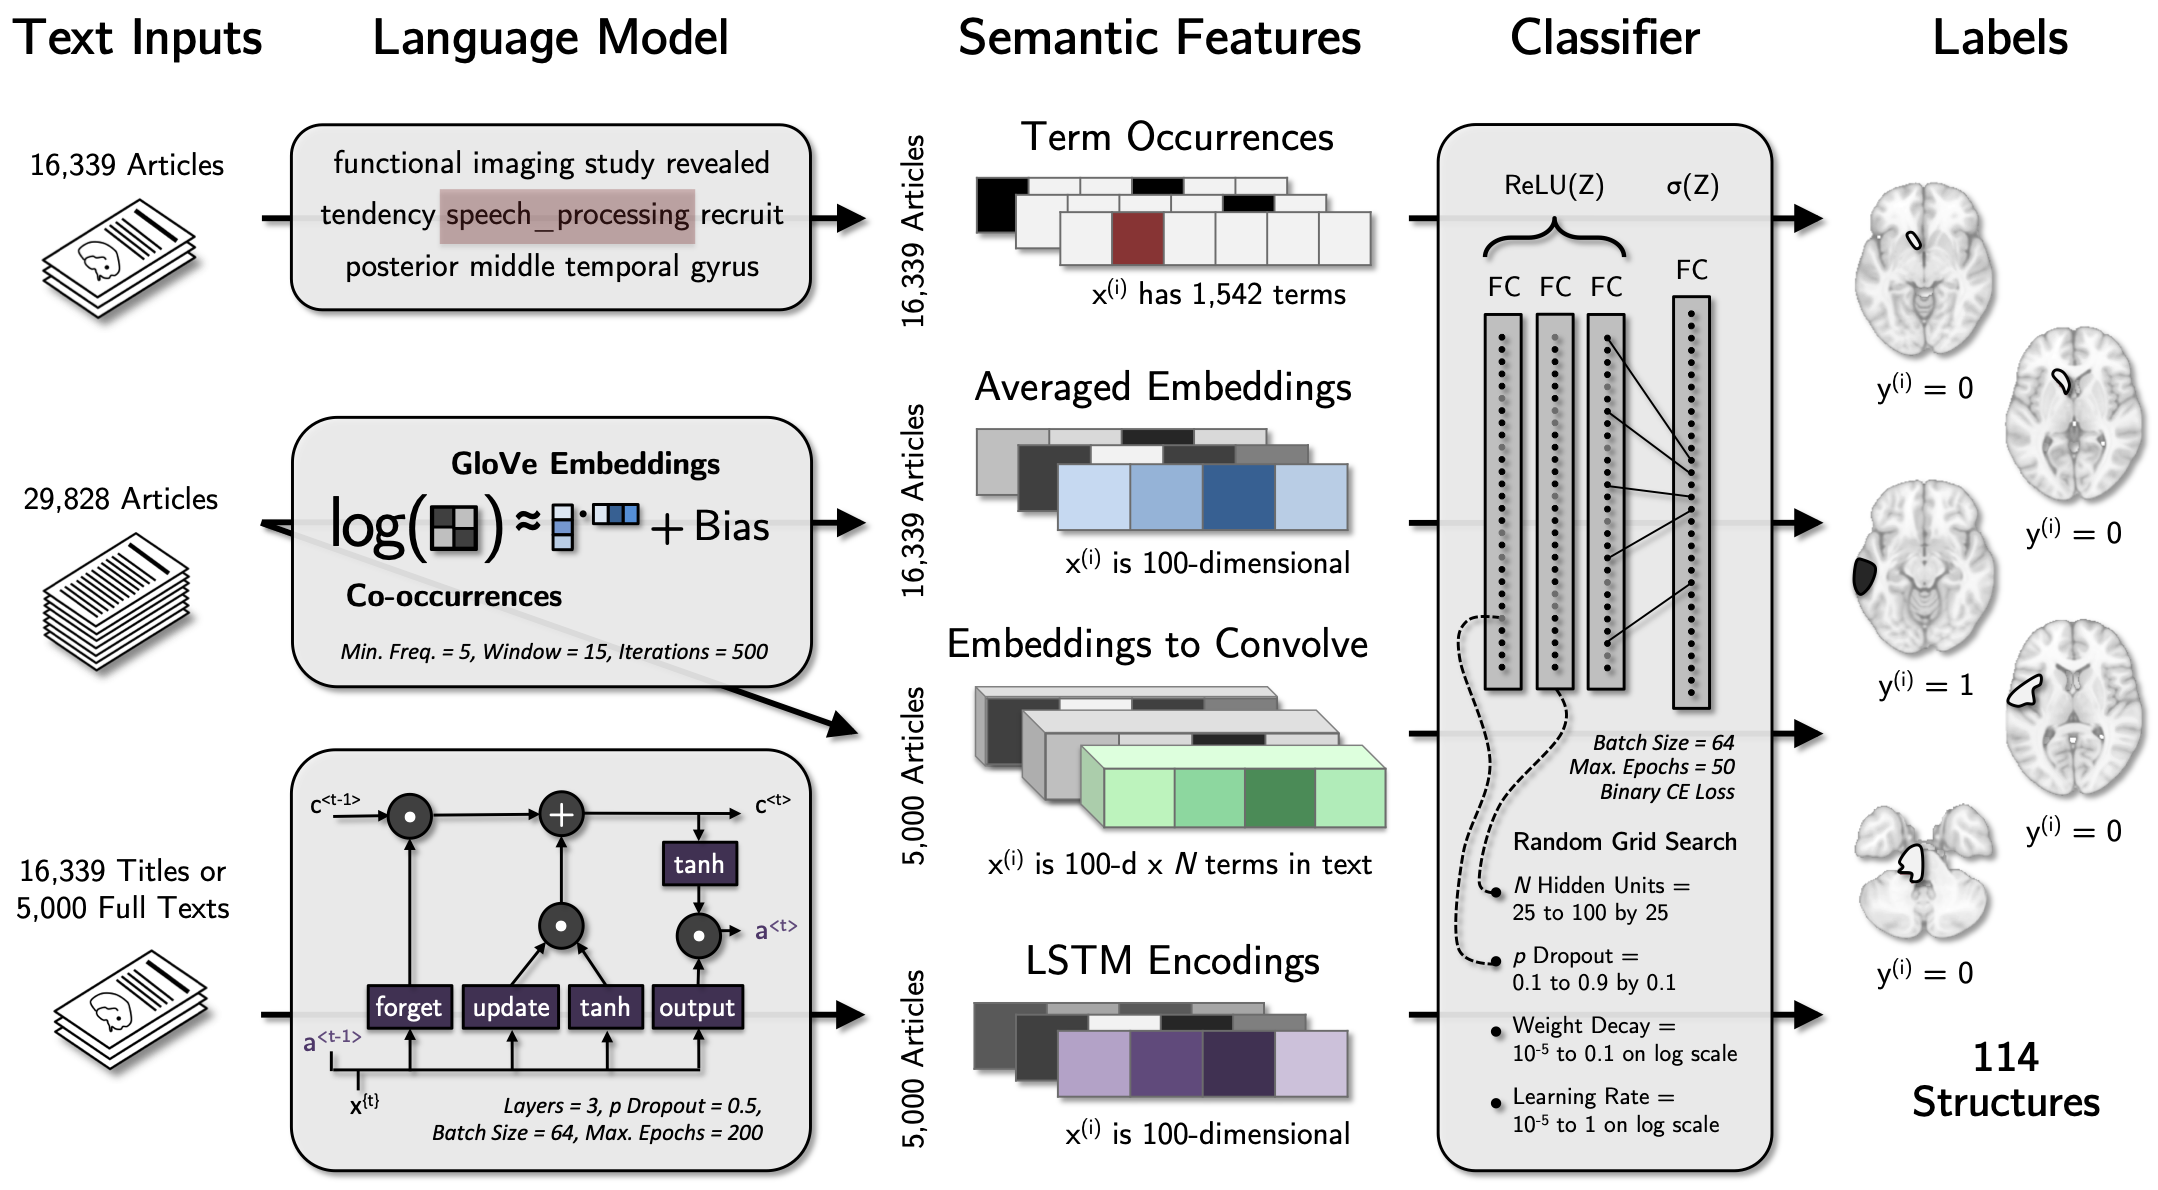 Text Inputs
Language Model
Semantic Features
Classifier
Labels
16,339 Articles
functional imaging study revealed
tendency speech_processing recruit
posterior middle temporal gyrus
16,339 Articles
Term Occurrences
x(i) has 1,542 terms
29,828 Articles
GloVe Embeddings
log( ) ≈ · + Bias
Co-occurrences
Min. Freq. = 5, Window = 15, Iterations = 500
16,339 Articles
Averaged Embeddings
x(i) is 100-dimensional
5,000 Articles
Embeddings to Convolve
x(i) is 100-d x N terms in text
16,339 Titles or
5,000 Full Texts
c<t-1>
+
c<t>
tanh
a<t>
forget
update
tanh
output
a<t-1>
x{t}
Layers = 3, p Dropout = 0.5,
Batch Size = 64, Max. Epochs = 200
5,000 Articles
LSTM Encodings
x(i) is 100-dimensional
ReLU(Z)
σ(Z)
FC
FC
FC
FC
Batch Size = 64
Max. Epochs = 50
Binary CE Loss
Random Grid Search
• N Hidden Units =
25 to 100 by 25
• p Dropout =
0.1 to 0.9 by 0.1
• Weight Decay =
10-5 to 0.1 on log scale
• Learning Rate =
10-5 to 1 on log scale
y(i) = 0
y(i) = 0
y(i) = 1
y(i) = 0
y(i) = 0
114
Structures